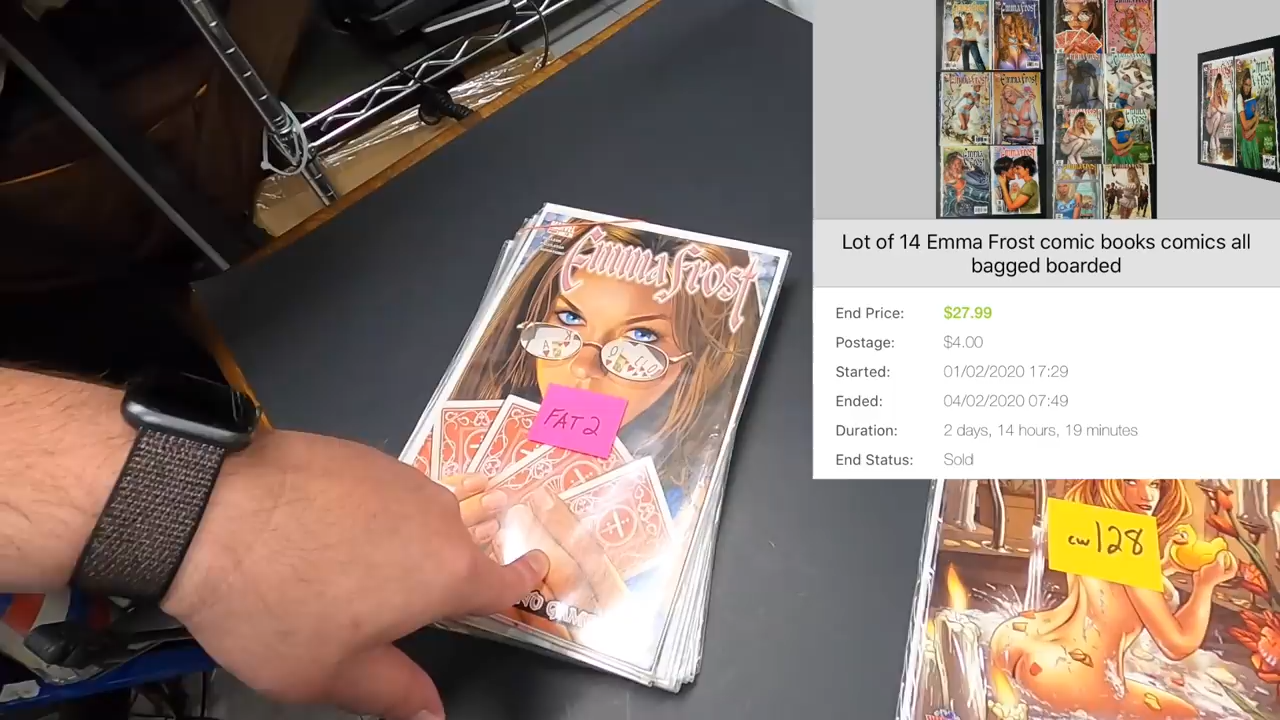 Emma Frost
FAT2
Lot of 14 Emma Frost comic books comics all
bagged boarded
End Price: $27.99
Postage: $4.00
Started: 01/02/2020 17:29
Ended: 04/02/2020 07:49
Duration: 2 days, 14 hours, 19 minutes
End Status: Sold
cw128